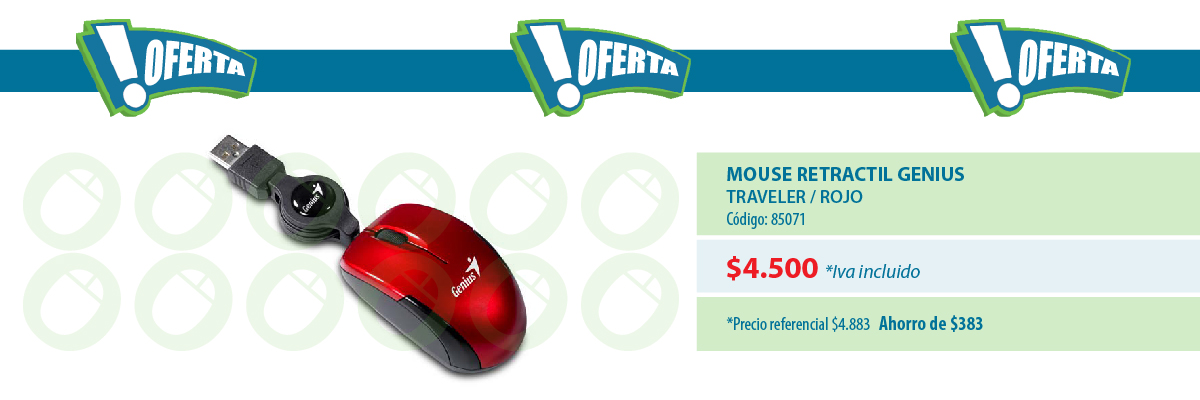 ! OFERTA
! OFERTA
! OFERTA
Genius
Genius
MOUSE RETRACTIL GENIUS
TRAVELER / ROJO
Código: 85071
$4.500 *Iva incluido
*Precio referencial $4.883 Ahorro de $383